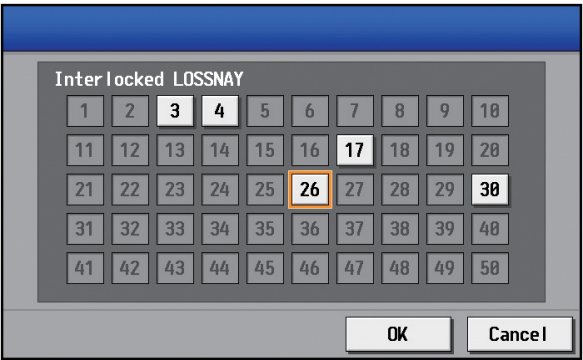 Interlocked LOSSNAY
1 2 3 4 5 6 7 8 9 10
11 12 13 14 15 16 17 18 19 20
21 22 23 24 25 26 27 28 29 30
31 32 33 34 35 36 37 38 39 40
41 42 43 44 45 46 47 48 49 50
OK Cancel